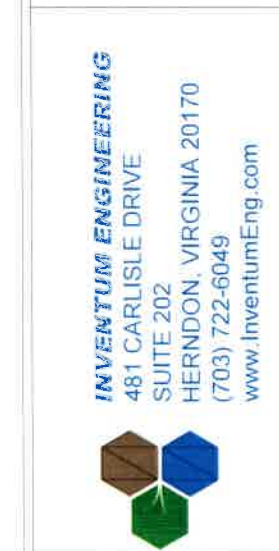 INVENTUM ENGINEERING
481 CARLISLE DRIVE
SUITE 202
HERNDON, VIRGINIA 20170
(703) 722-6049
www.InventumEng.com